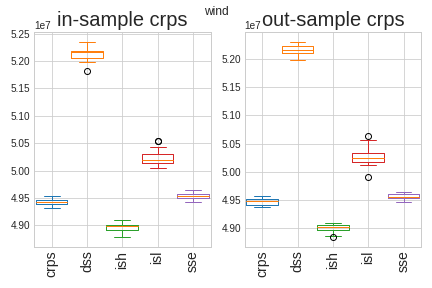 wind
in-sample crps
1e7
5.25
5.20
5.15
5.10
5.05
5.00
4.95
4.90
crps
dss
ish
isl
sse
out-sample crps
1e7
5.20
5.15
5.10
5.05
5.00
4.95
4.90
crps
dss
ish
isl
sse